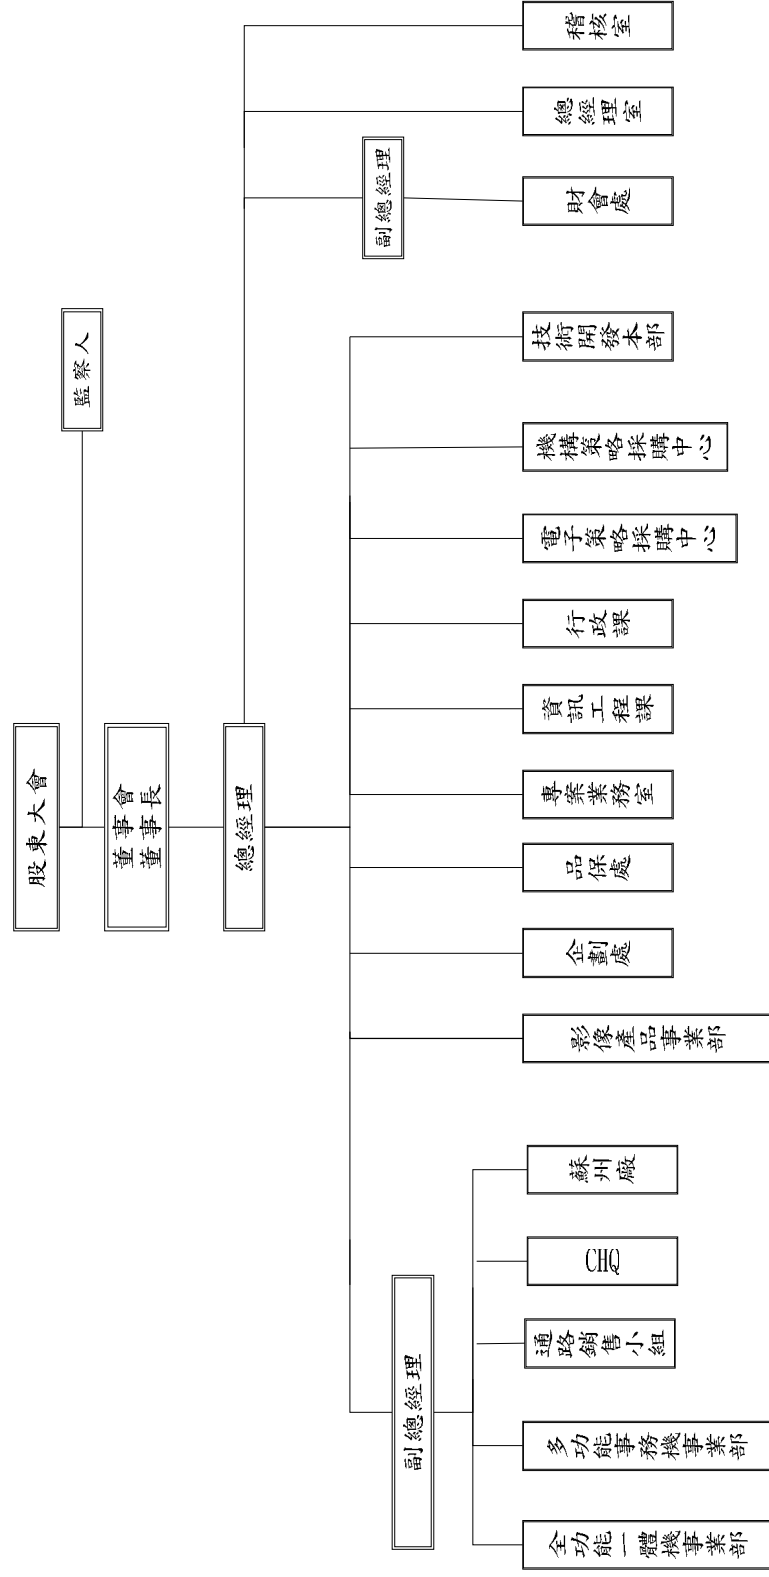 股東大會
監察人
董事會
董事長
總經理
稽核室
總經理室
副總經理
財會處
技術開發本部
機構策略採購中心
電子策略採購中心
行政課
資訊工程課
專案業務室
品保處
企劃處
影像產品事業部
副總經理
蘇州廠
CHQ
通路銷售小組
多功能事務機事業部
全功能一體機事業部